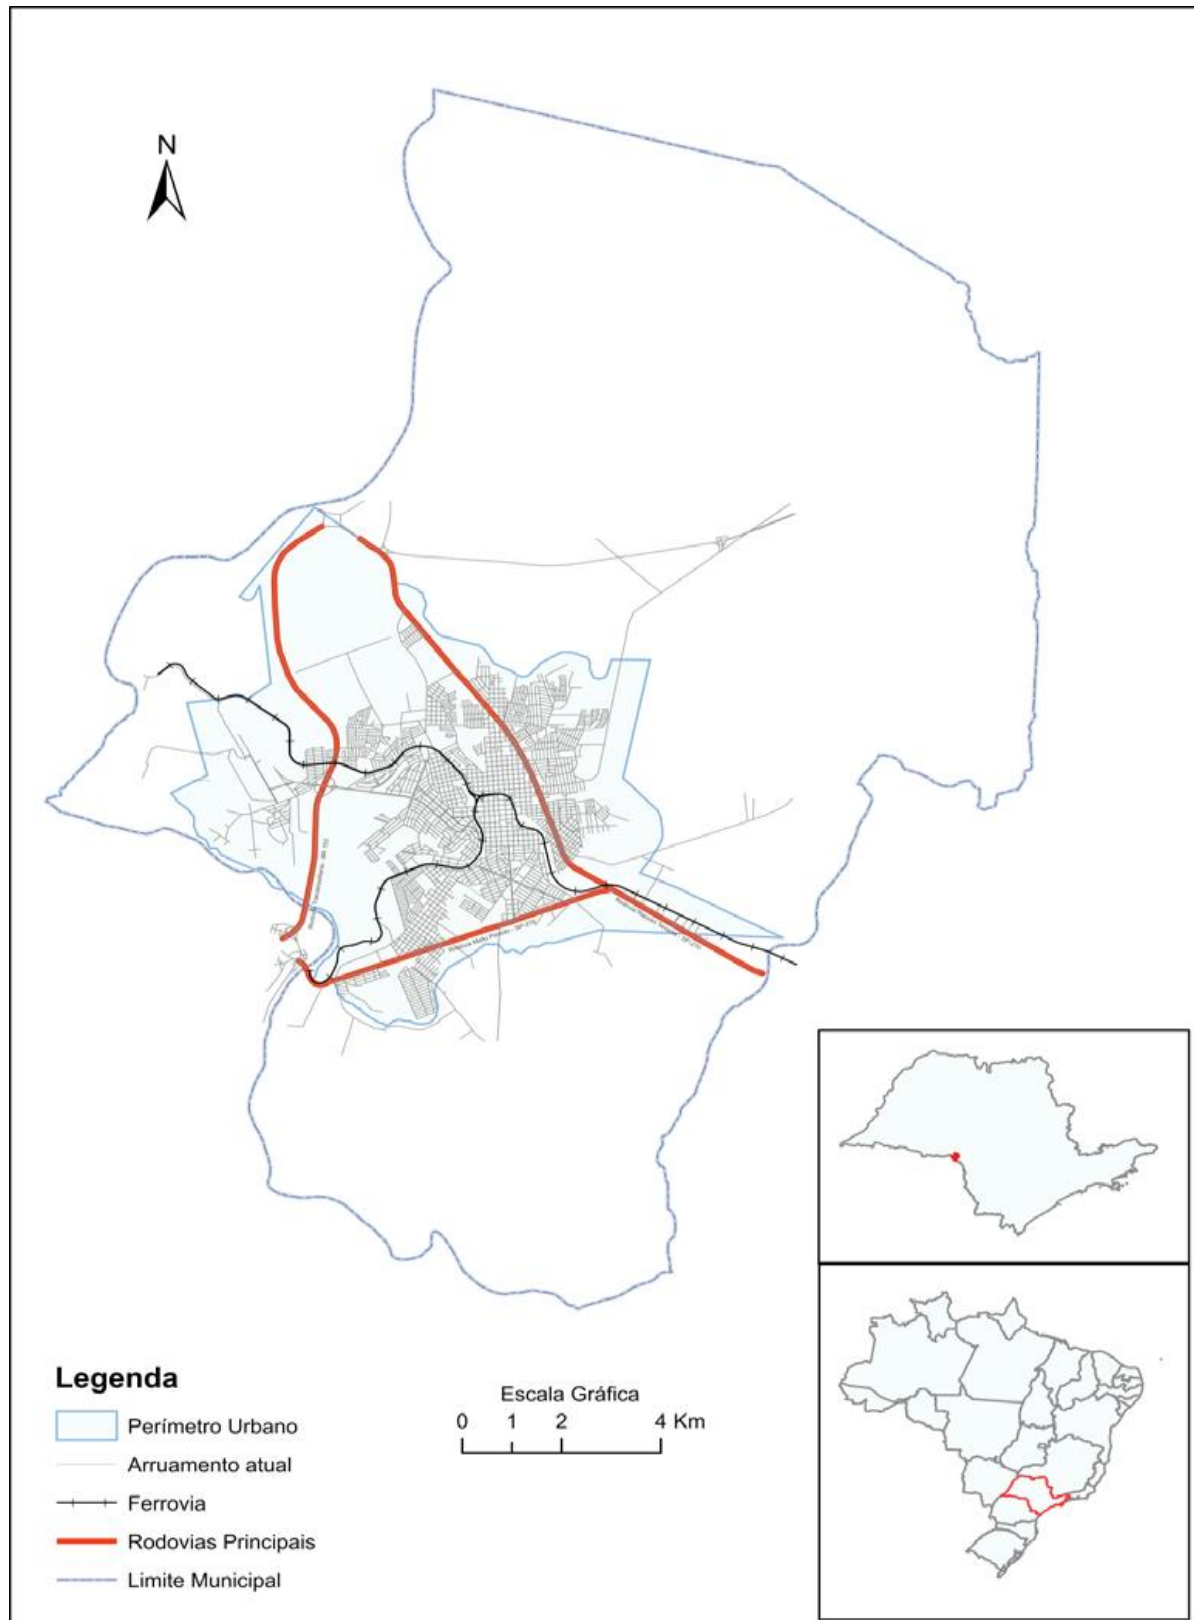 N
Legenda
Perímetro Urbano
Arruamento atual
Ferrovia
Rodovias Principais
Limite Municipal
Escala Gráfica
0 1 2 4 Km